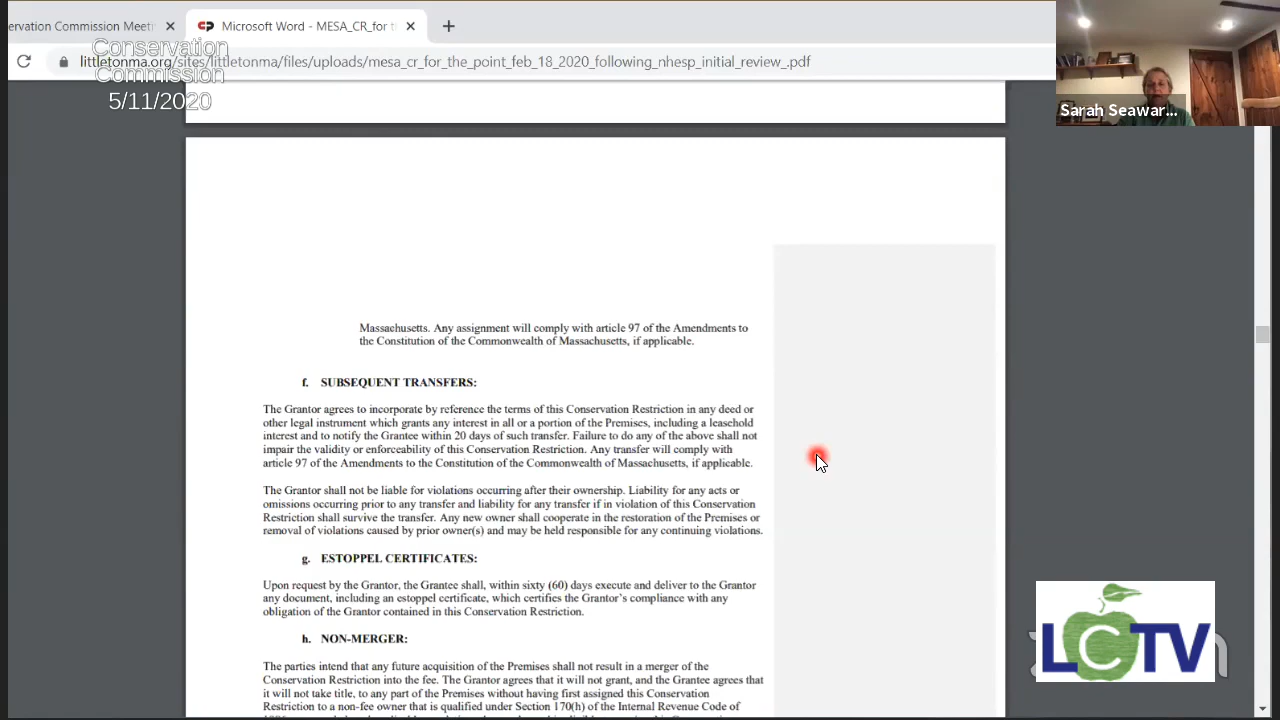 ervation Commission Meeti
Microsoft Word - MESA_CR_for t
littletonma.org/sites/littletonma/files/uploads/mesa_cr_for_the_point_feb_18_2020_following_nhesp_initial_review_.pdf
Conservation
Commission
5/11/2020
Sarah Seawar...
Massachusetts. Any assignment will comply with article 97 of the Amendments to
the Constitution of the Commonwealth of Massachusetts, if applicable.
f. SUBSEQUENT TRANSFERS:
The Grantor agrees to incorporate by reference the terms of this Conservation Restriction in any deed or
other legal instrument which grants any interest in all or a portion of the Premises, including a leasehold
interest and to notify the Grantee within 20 days of such transfer. Failure to do any of the above shall not
impair the validity or enforceability of this Conservation Restriction. Any transfer will comply with
article 97 of the Amendments to the Constitution of the Commonwealth of Massachusetts, if applicable.
The Grantor shall not be liable for violations occurring after their ownership. Liability for any acts or
omissions occurring prior to any transfer and liability for any transfer if in violation of this Conservation
Restriction shall survive the transfer. Any new owner shall cooperate in the restoration of the Premises or
removal of violations caused by prior owner(s) and may be held responsible for any continuing violations.
g. ESTOPPEL CERTIFICATES:
Upon request by the Grantor, the Grantee shall, within sixty (60) days execute and deliver to the Grantor
any document, including an estoppel certificate, which certifies the Grantor's compliance with any
obligation of the Grantor contained in this Conservation Restriction.
h. NON-MERGER:
The parties intend that any future acquisition of the Premises shall not result in a merger of the
Conservation Restriction into the fee. The Grantor agrees that it will not grant, and the Grantee agrees that
it will not take title, to any part of the Premises without having first assigned this Conservation
Restriction to a non-fee owner that is qualified under Section 170(h) of the Internal Revenue Code of
LCTV